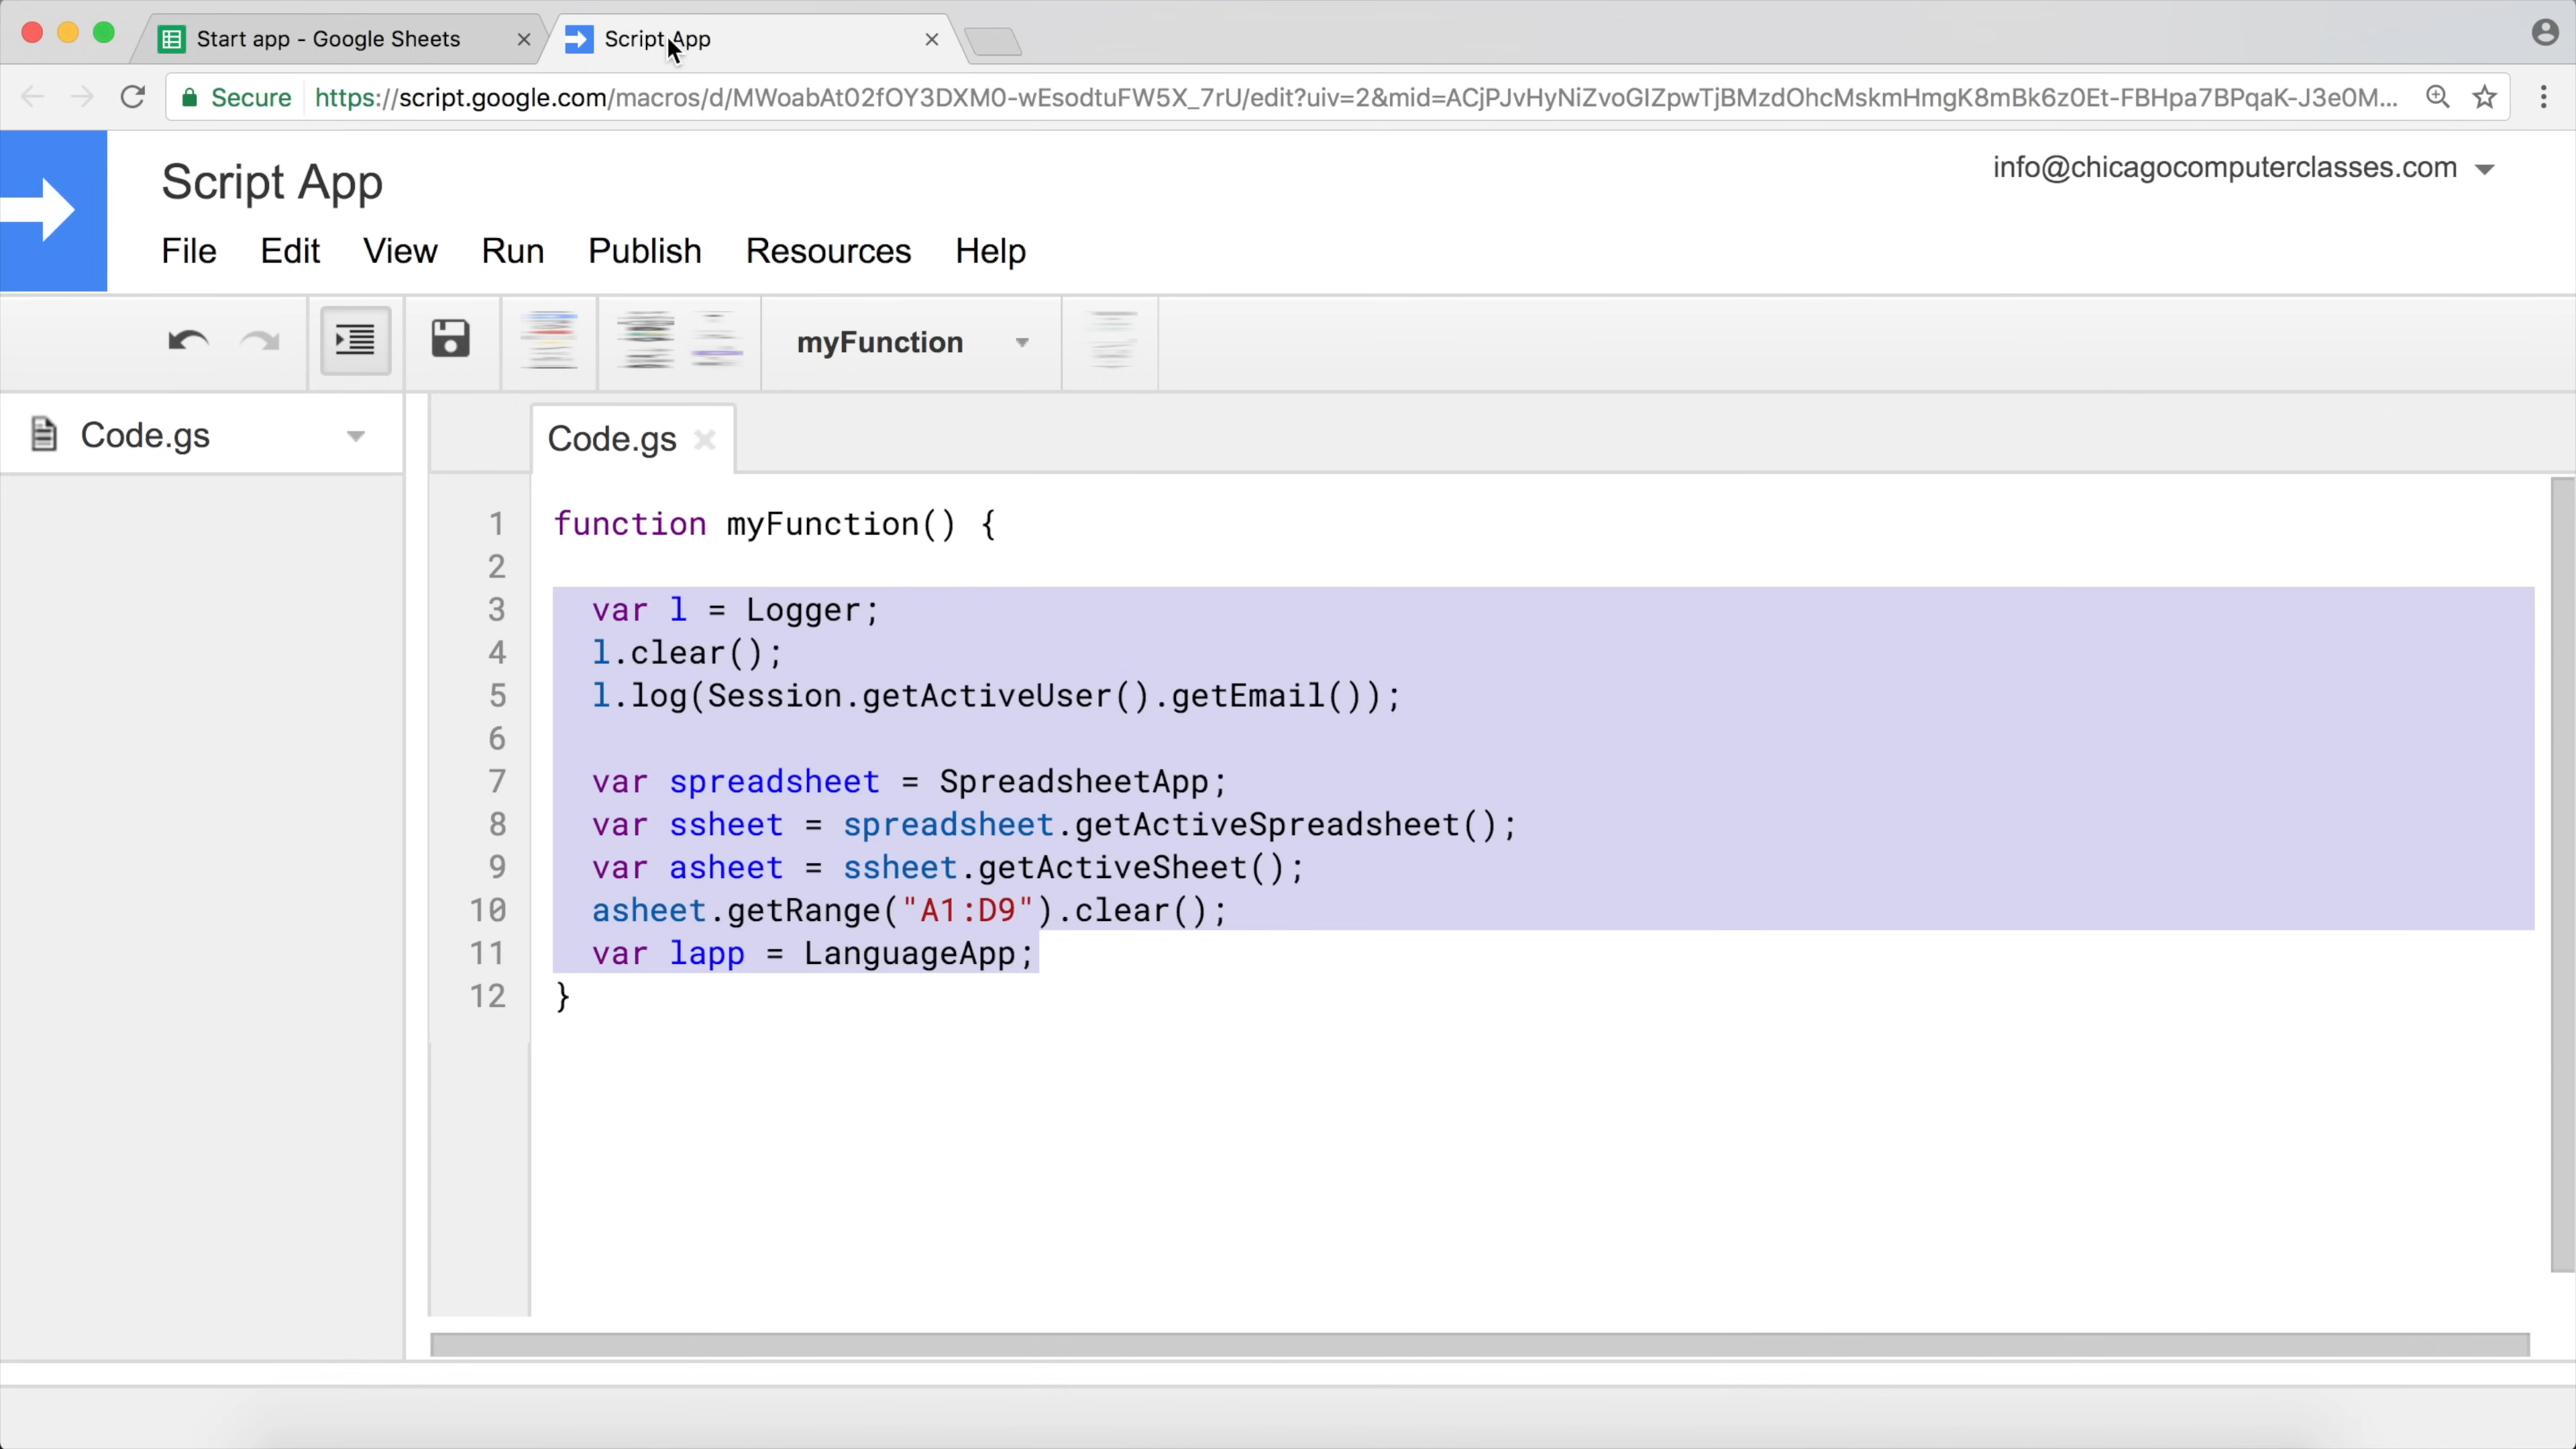 Start app - Google Sheets
Script App
Secure https://script.google.com/macros/d/MWoabAt02fOY3DXM0-wEsodtuFW5X_7rU/edit?uiv=2&mid=ACjPJvHyNiZvoGIZpwTjBMzdOhcMskmHmgK8mBk6z0Et-FBHpa7BPqaK-J3e0M...
Script App
info@chicagocomputerclasses.com
File Edit View Run Publish Resources Help
myFunction
Code.gs
Code.gs
1 function myFunction() {
2
3 var l = Logger;
4 l.clear();
5 l.log(Session.getActiveUser().getEmail());
6
7 var spreadsheet = SpreadsheetApp;
8 var ssheet = spreadsheet.getActiveSpreadsheet();
9 var asheet = ssheet.getActiveSheet();
10 asheet.getRange("A1:D9").clear();
11 var lapp = LanguageApp;
12 }